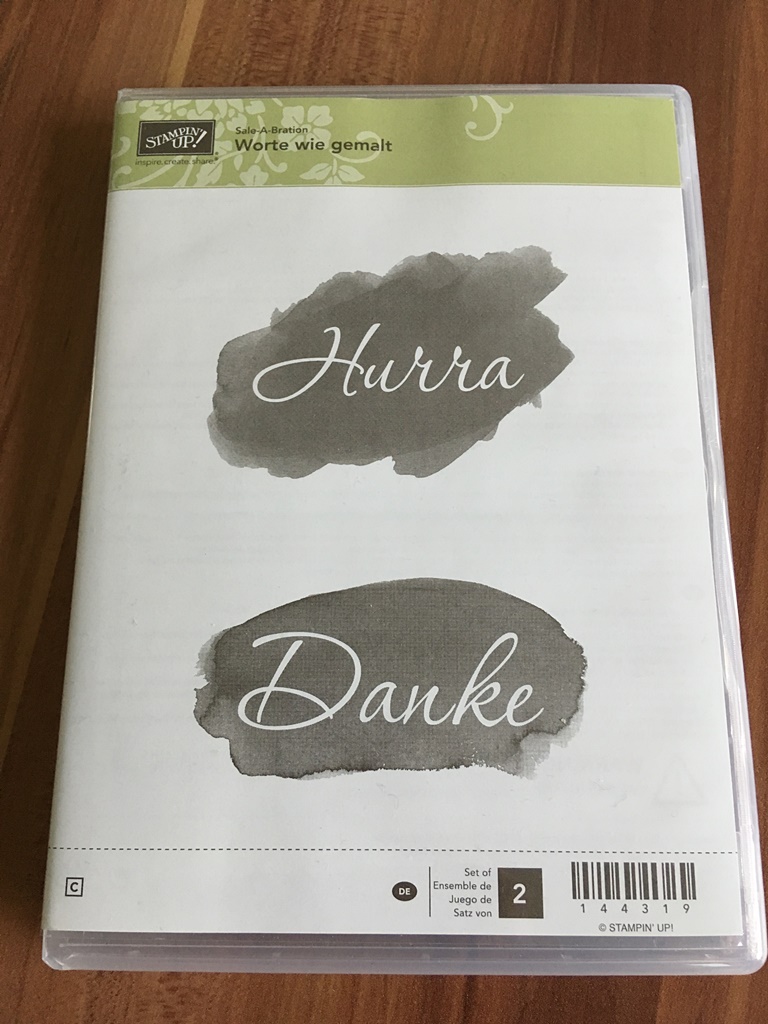 STAMPIN' UP!
inspire.create.share.®
Sale-A-Bration
Worte wie gemalt
Hurra
Danke
C
DE
Set of
Ensemble de
Juego de
Satz von
2
144319
© STAMPIN' UP!